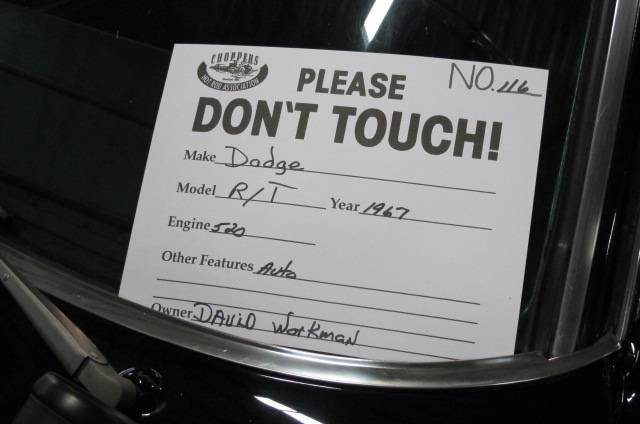 CHOPPERS
HOT ROD ASSOCIATION
NO. 116
PLEASE
DON'T TOUCH!
Make Dodge
Model R/T Year 1967
Engine 520
Other Features Auto
Owner DAVID Workman